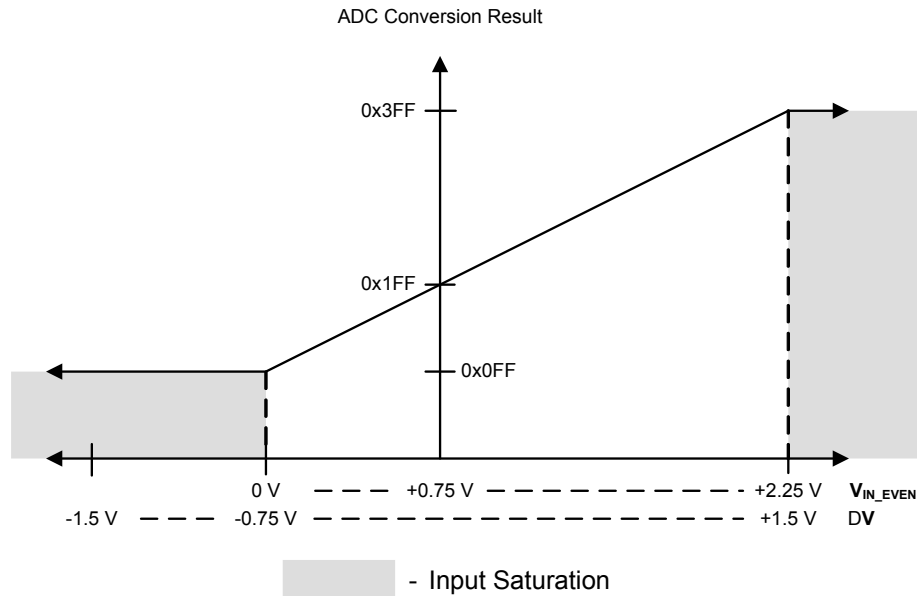 ADC Conversion Result
0x3FF
0x1FF
0x0FF
0 V +0.75 V +2.25 V VIN_EVEN
-1.5 V -0.75 V +1.5 V DV
- Input Saturation